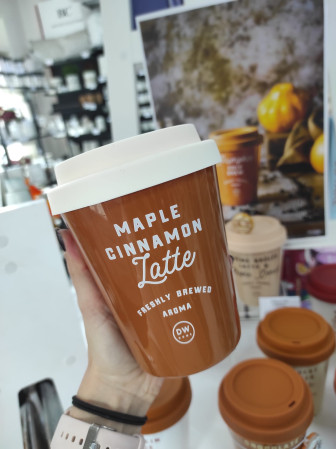 MAPLE
CINNAMON
Latte
FRESHLY BREWED
AROMA
DW
HOME